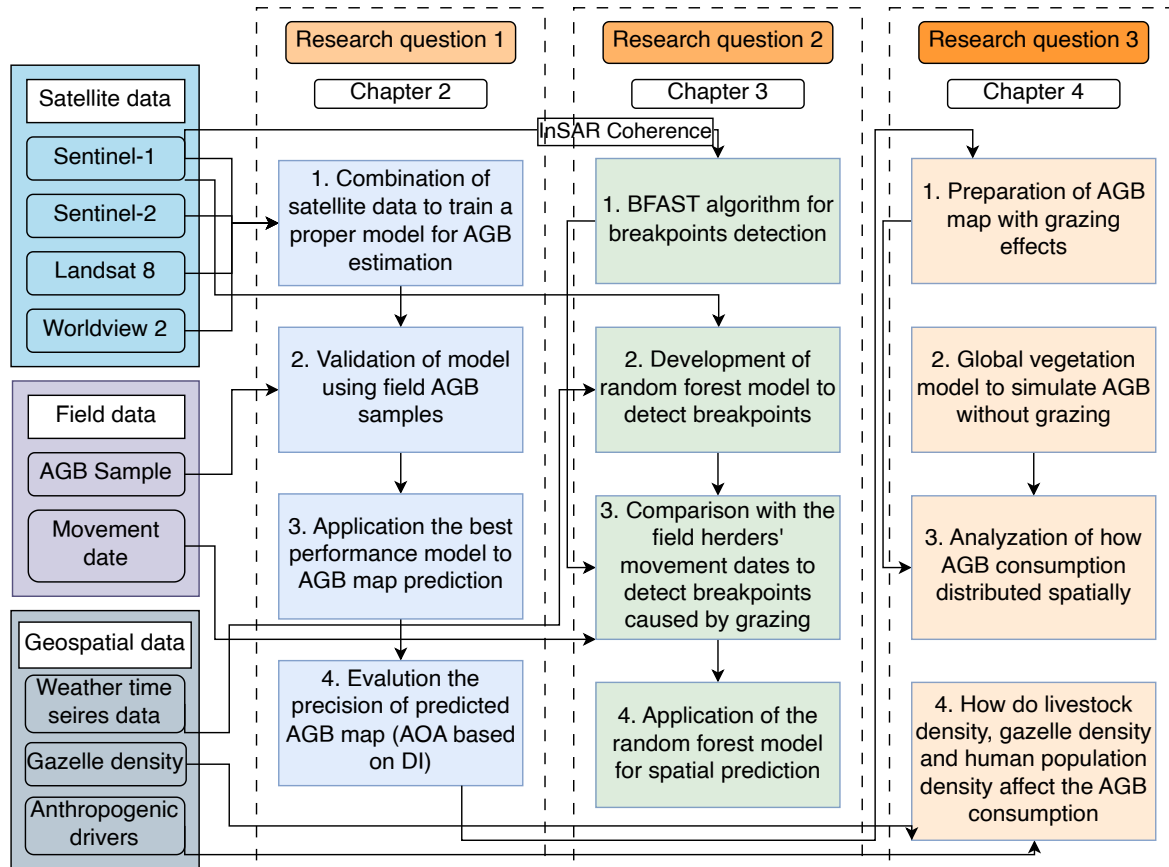 Research question 1
Research question 2
Research question 3
Chapter 2
Chapter 3
Chapter 4
Satellite data
Sentinel-1
Sentinel-2
Landsat 8
Worldview 2
Field data
AGB Sample
Movement
date
Geospatial data
Weather time
seires data
Gazelle density
Anthropogenic
drivers
InSAR Coherence
1. Combination of
satellite data to train a
proper model for AGB
estimation
2. Validation of model
using field AGB
samples
3. Application the best
performance model to
AGB map prediction
4. Evalution the
precision of predicted
AGB map (AOA based
on DI)
1. BFAST algorithm for
breakpoints detection
2. Development of
random forest model to
detect breakpoints
3. Comparison with the
field herders'
movement dates to
detect breakpoints
caused by grazing
4. Application of the
random forest model
for spatial prediction
1. Preparation of AGB
map with grazing
effects
2. Global vegetation
model to simulate AGB
without grazing
3. Analyzation of how
AGB consumption
distributed spatially
4. How do livestock
density, gazelle density
and human population
density affect the AGB
consumption